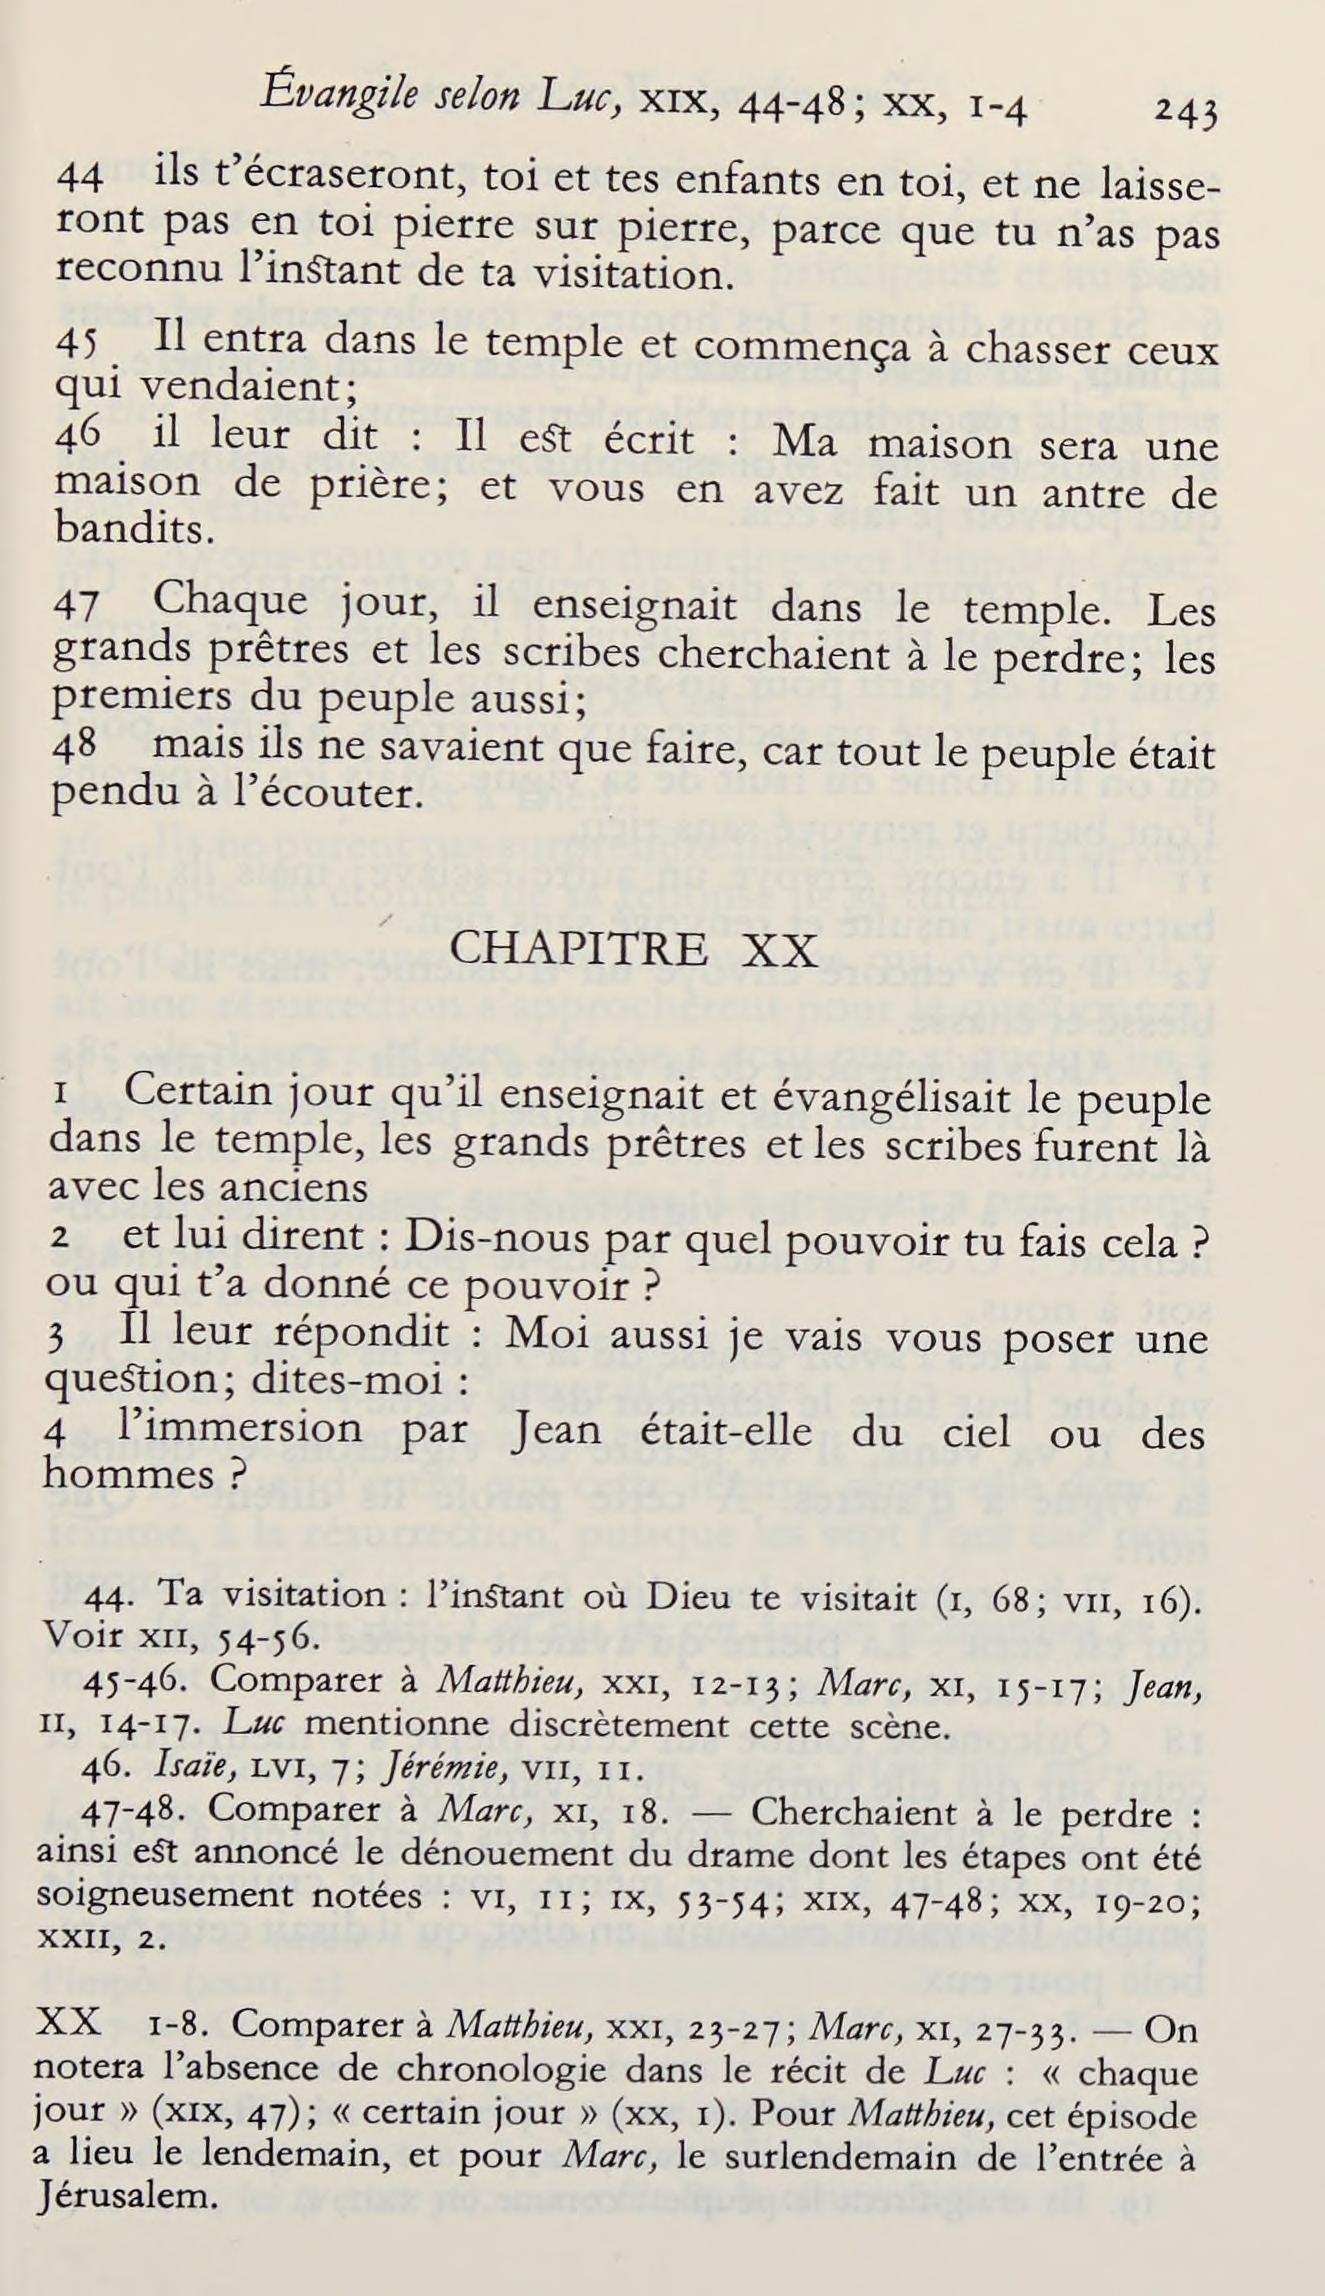 Évangile selon Luc, XIX, 44-48; XX, 1-4 243
44 ils t’écraseront, toi et tes enfants en toi, et ne laisse-
ront pas en toi pierre sur pierre, parce que tu n’as pas
reconnu l’instant de ta visitation.
45 Il entra dans le temple et commença à chasser ceux
qui vendaient;
46 il leur dit : Il est écrit : Ma maison sera une
maison de prière; et vous en avez fait un antre de
bandits.
47 Chaque jour, il enseignait dans le temple. Les
grands prêtres et les scribes cherchaient à le perdre; les
premiers du peuple aussi;
48 mais ils ne savaient que faire, car tout le peuple était
pendu à l’écouter.
CHAPITRE XX
1 Certain jour qu’il enseignait et évangélisait le peuple
dans le temple, les grands prêtres et les scribes furent là
avec les anciens
2 et lui dirent : Dis-nous par quel pouvoir tu fais cela ?
ou qui t’a donné ce pouvoir ?
3 Il leur répondit : Moi aussi je vais vous poser une
question; dites-moi :
4 l’immersion par Jean était-elle du ciel ou des
hommes ?
44. Ta visitation : l’instant où Dieu te visitait (I, 68; VII, 16).
Voir XII, 54-56.
45-46. Comparer à Matthieu, XXI, 12-13; Marc, XI, 15-17; Jean,
II, 14-17. Luc mentionne discrètement cette scène.
46. Isaïe, LVI, 7; Jérémie, VII, 11.
47-48. Comparer à Marc, XI, 18. — Cherchaient à le perdre :
ainsi est annoncé le dénouement du drame dont les étapes ont été
soigneusement notées : VI, 11; IX, 53-54; XIX, 47-48; XX, 19-20;
XXII, 2.
XX 1-8. Comparer à Matthieu, XXI, 23-27; Marc, XI, 27-33. — On
notera l’absence de chronologie dans le récit de Luc : « chaque
jour » (XIX, 47); « certain jour » (XX, 1). Pour Matthieu, cet épisode
a lieu le lendemain, et pour Marc, le surlendemain de l’entrée à
Jérusalem.